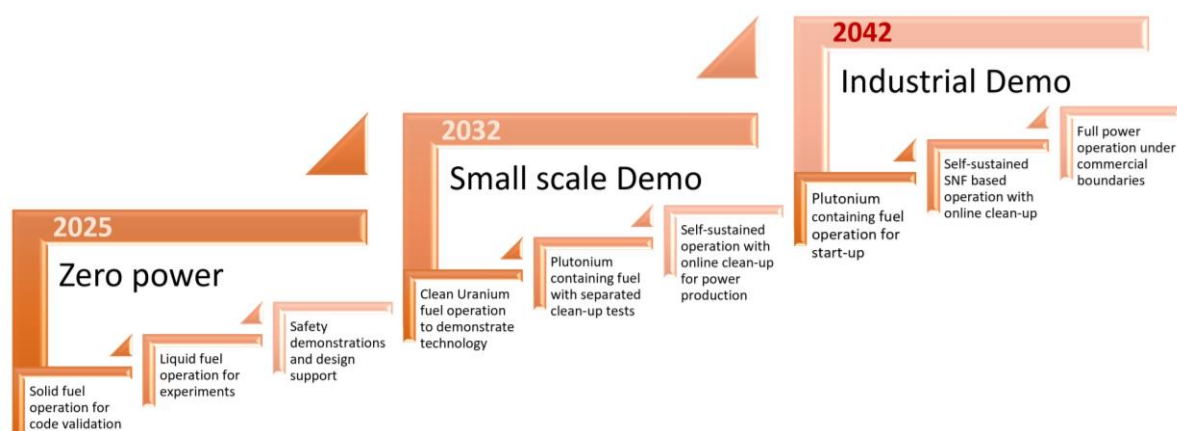 2025
Zero power
Solid fuel
operation for
code validation
Liquid fuel
operation for
experiments
Safety
demonstrations
and design
support
2032
Small scale Demo
Clean Uranium
fuel operation
to demonstrate
technology
Plutonium
containing fuel
with separated
clean-up tests
Self-sustained
operation with
online clean-up
for power
production
2042
Industrial Demo
Plutonium
containing fuel
operation for
start-up
Self-sustained
SNF based
operation with
online clean-up
Full power
operation under
commercial
boundaries